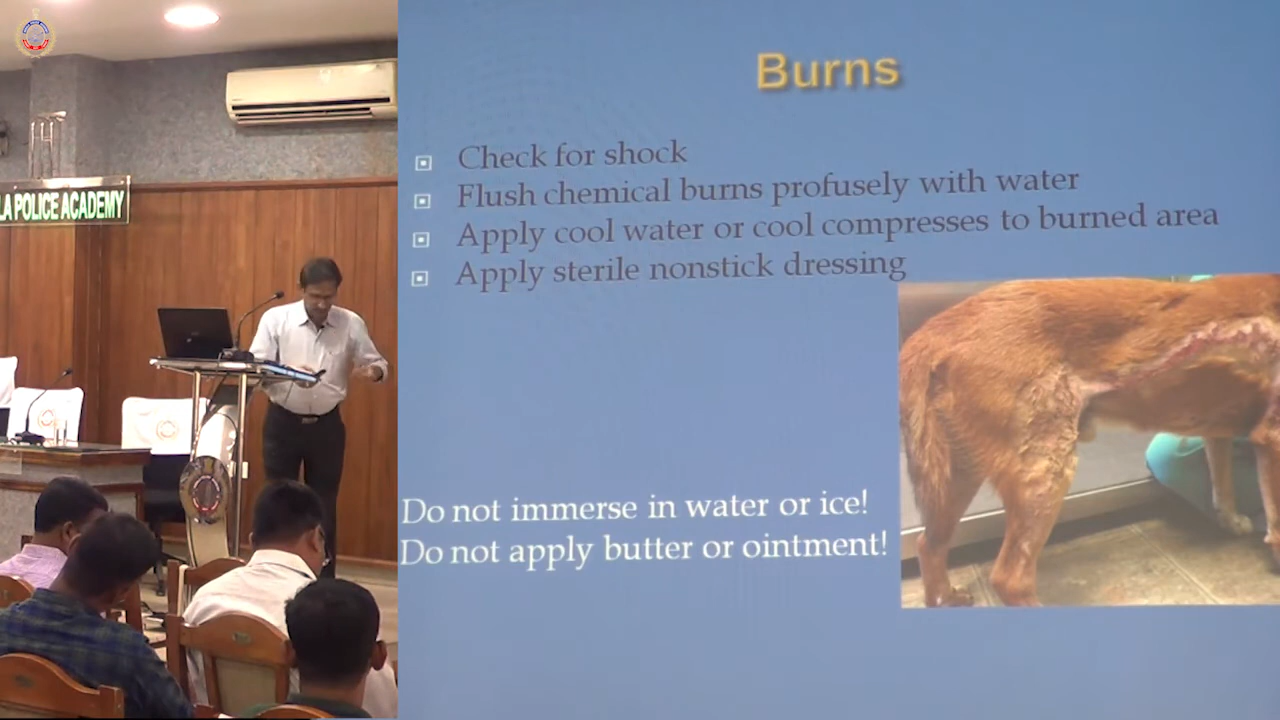 LA POLICE ACADEMY
Burns
Check for shock
Flush chemical burns profusely with water
Apply cool water or cool compresses to burned area
Apply sterile nonstick dressing
Do not immerse in water or ice!
Do not apply butter or ointment!